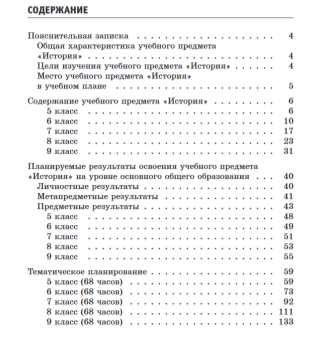 СОДЕРЖАНИЕ
Пояснительная записка . . . . . . . . . . . . . . . . . . . . 4
Общая характеристика учебного предмета
«История» . . . . . . . . . . . . . . . . . . . . . . . . 4
Цели изучения учебного предмета «История» . . . . . . 4
Место учебного предмета «История»
в учебном плане . . . . . . . . . . . . . . . . . . . . . 5
Содержание учебного предмета «История» . . . . . . . . . 6
5 класс . . . . . . . . . . . . . . . . . . . . . . . . 6
6 класс . . . . . . . . . . . . . . . . . . . . . . . . 10
7 класс . . . . . . . . . . . . . . . . . . . . . . . . 17
8 класс . . . . . . . . . . . . . . . . . . . . . . . . 23
9 класс . . . . . . . . . . . . . . . . . . . . . . . . 31
Планируемые результаты освоения учебного предмета
«История» на уровне основного общего образования . . . . 40
Личностные результаты . . . . . . . . . . . . . . . . . 40
Метапредметные результаты . . . . . . . . . . . . . . . 41
Предметные результаты . . . . . . . . . . . . . . . . . 43
5 класс . . . . . . . . . . . . . . . . . . . . . . . . 48
6 класс . . . . . . . . . . . . . . . . . . . . . . . . 49
7 класс . . . . . . . . . . . . . . . . . . . . . . . . 51
8 класс . . . . . . . . . . . . . . . . . . . . . . . . 53
9 класс . . . . . . . . . . . . . . . . . . . . . . . . 55
Тематическое планирование . . . . . . . . . . . . . . . . 59
5 класс (68 часов) . . . . . . . . . . . . . . . . . . . 59
6 класс (68 часов) . . . . . . . . . . . . . . . . . . . 73
7 класс (68 часов) . . . . . . . . . . . . . . . . . . . 92
8 класс (68 часов) . . . . . . . . . . . . . . . . . . . 111
9 класс (68 часов) . . . . . . . . . . . . . . . . . . . 133